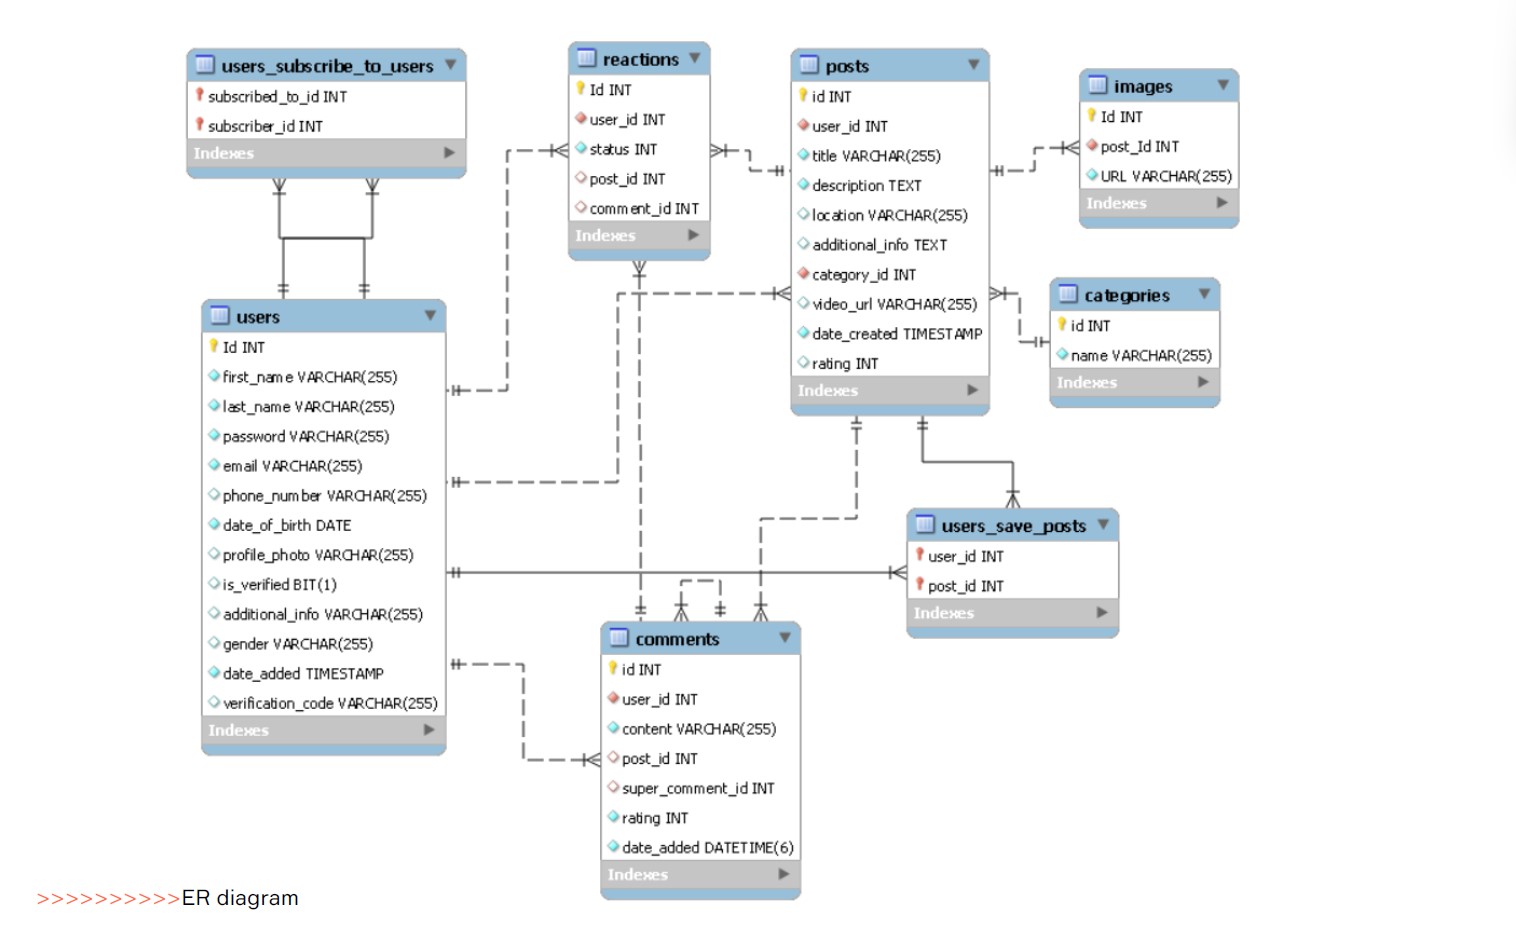 users_subscribe_to_users
subscribed_to_id INT
subscriber_id INT
Indexes
reactions
Id INT
user_id INT
status INT
post_id INT
comment_id INT
Indexes
posts
id INT
user_id INT
title VARCHAR(255)
description TEXT
location VARCHAR(255)
additional_info TEXT
category_id INT
video_url VARCHAR(255)
date_created TIMESTAMP
rating INT
Indexes
images
Id INT
post_Id INT
URL VARCHAR(255)
Indexes
categories
id INT
name VARCHAR(255)
Indexes
users
Id INT
first_name VARCHAR(255)
last_name VARCHAR(255)
password VARCHAR(255)
email VARCHAR(255)
phone_number VARCHAR(255)
date_of_birth DATE
profile_photo VARCHAR(255)
is_verified BIT(1)
additional_info VARCHAR(255)
gender VARCHAR(255)
date_added TIMESTAMP
verification_code VARCHAR(255)
Indexes
users_save_posts
user_id INT
post_id INT
Indexes
comments
id INT
user_id INT
content VARCHAR(255)
post_id INT
super_comment_id INT
rating INT
date_added DATETIME(6)
Indexes
>>>>>>>>>>ER diagram